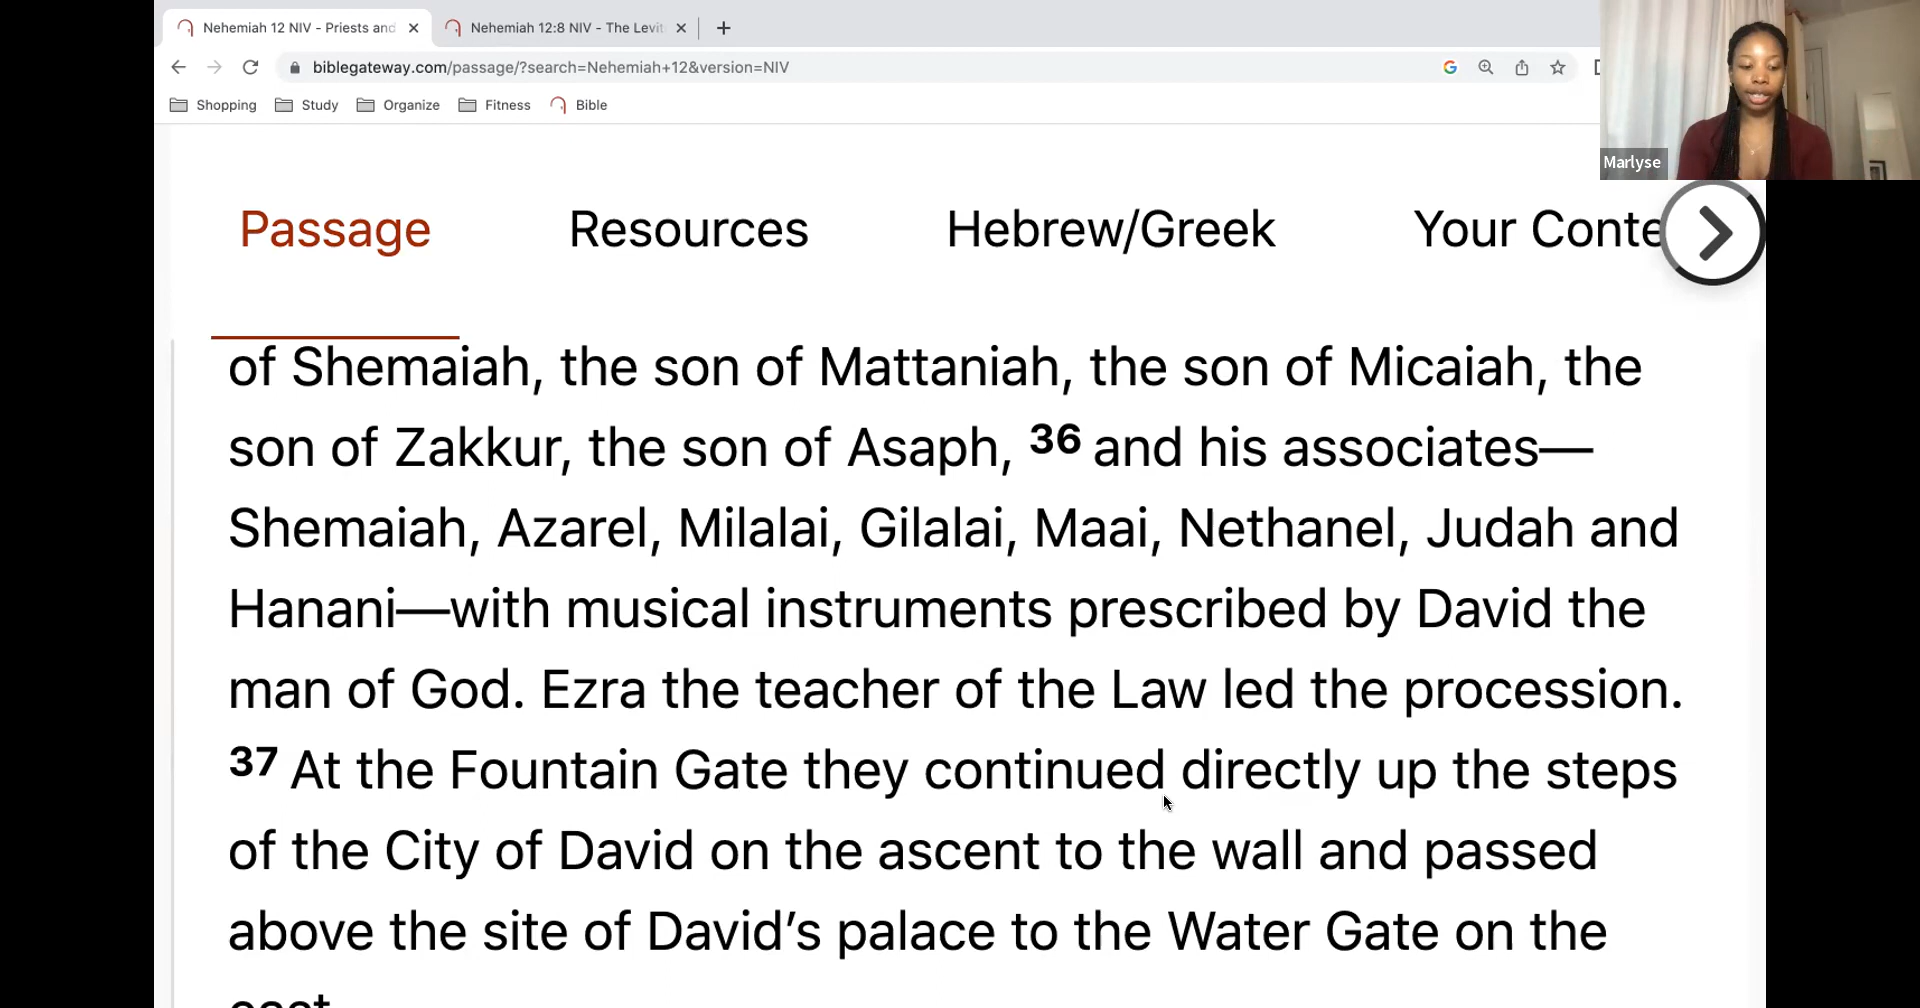 Nehemiah 12 NIV - Priests and
Nehemiah 12:8 NIV - The Levit
biblegateway.com/passage/?search=Nehemiah+12&version=NIV
Shopping Study Organize Fitness Bible
Marlyse
Passage Resources Hebrew/Greek Your Conte
of Shemaiah, the son of Mattaniah, the son of Micaiah, the
son of Zakkur, the son of Asaph, 36 and his associates—
Shemaiah, Azarel, Milalai, Gilalai, Maai, Nethanel, Judah and
Hanani—with musical instruments prescribed by David the
man of God. Ezra the teacher of the Law led the procession.
37 At the Fountain Gate they continued directly up the steps
of the City of David on the ascent to the wall and passed
above the site of David’s palace to the Water Gate on the
east.